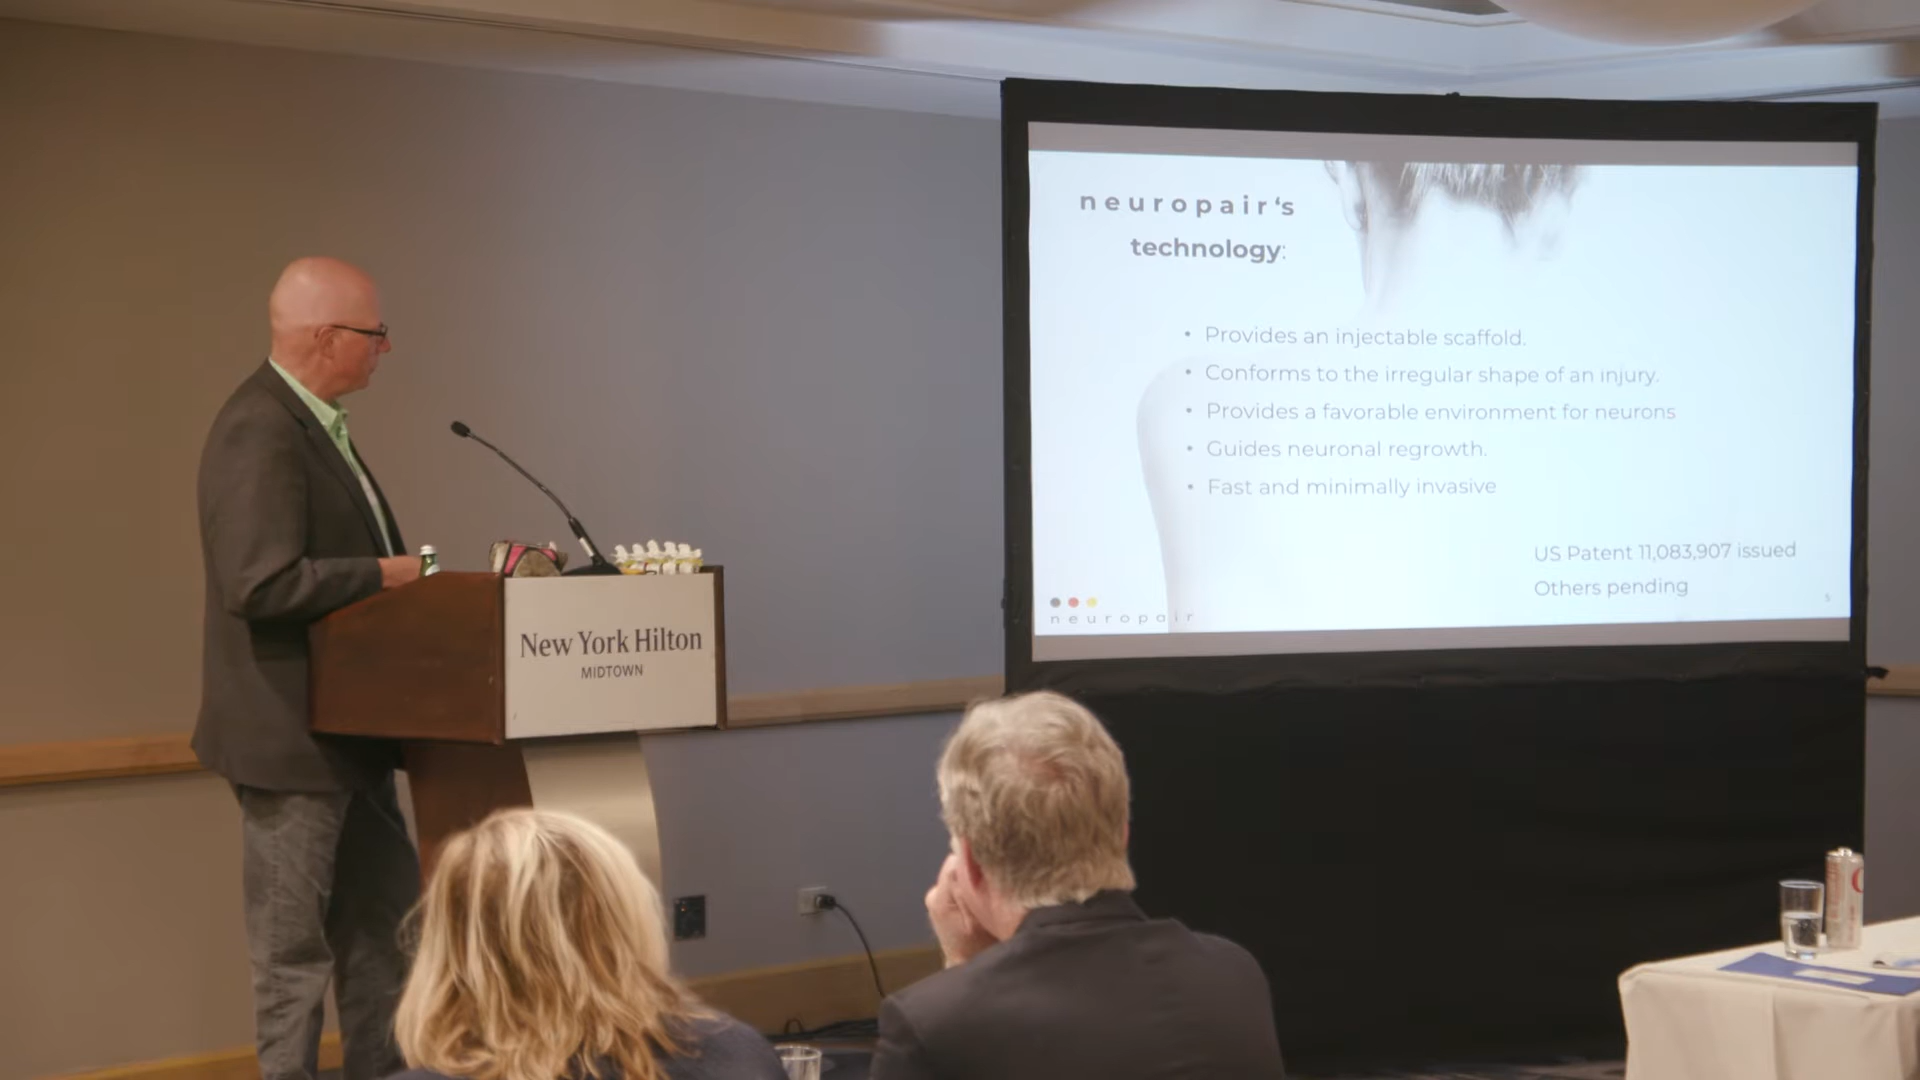 neuropair‘s
technology:
• Provides an injectable scaffold.
• Conforms to the irregular shape of an injury.
• Provides a favorable environment for neurons
• Guides neuronal regrowth.
• Fast and minimally invasive
US Patent 11,083,907 issued
Others pending
5
neuropair
New York Hilton
MIDTOWN